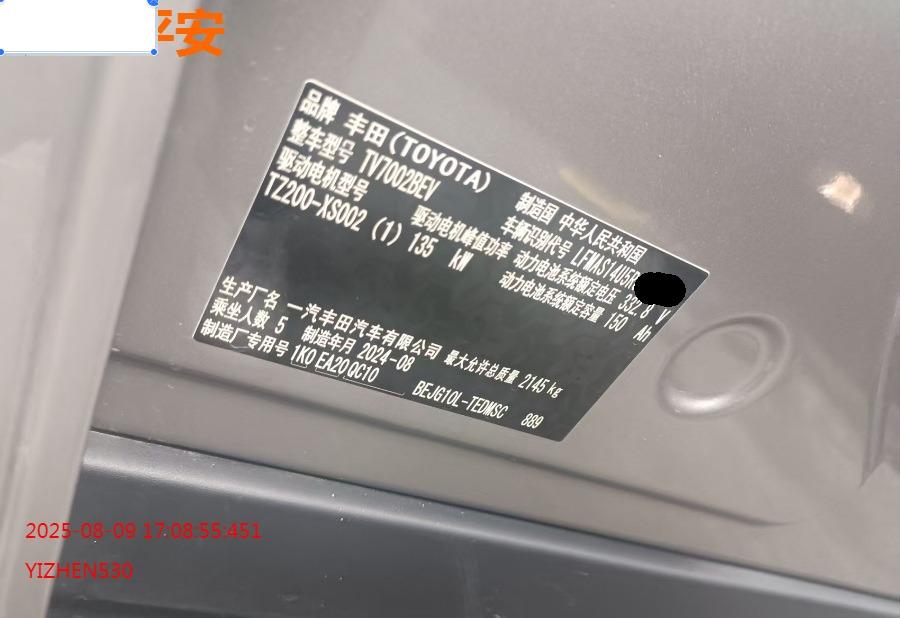 平安
品牌 丰田(TOYOTA) 制造国 中华人民共和国
整车型号 TV7002BEV 车辆识别代号 LFMAS14U5R
驱动电机型号 驱动电机峰值功率 动力电池系统额定电压 332.8 V
TZ200-XS002 (1) 135 kW 动力电池系统额定容量 150 Ah
生产厂名 一汽丰田汽车有限公司 最大允许总质量 2145 kg
乘坐人数 5 制造年月 2024-08
制造厂专用号 1K0 EA20 QC10 BEJG10L-TEDMSC 889
2025-08-09 17:08:55:451
YIZHEN530